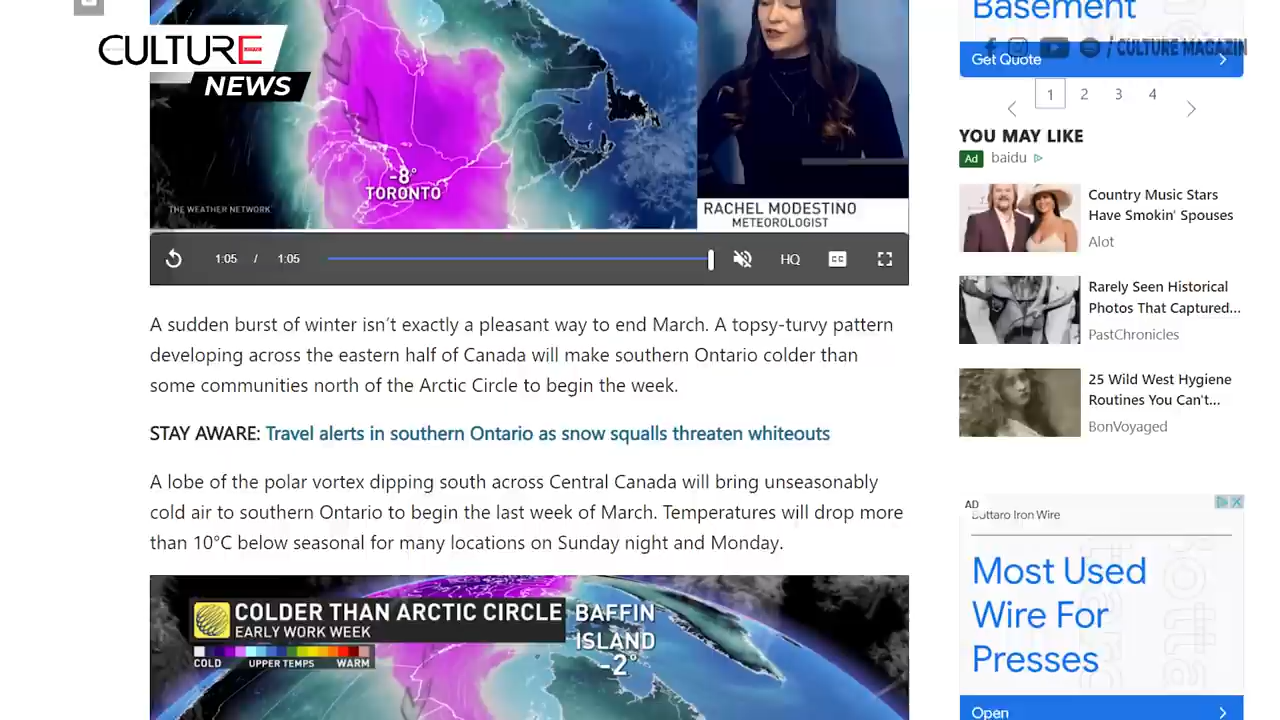 CULTURE
NEWS
-8°
TORONTO
THE WEATHER NETWORK
RACHEL MODESTINO
METEOROLOGIST
1:05 / 1:05
HQ
CC
A sudden burst of winter isn't exactly a pleasant way to end March. A topsy-turvy pattern
developing across the eastern half of Canada will make southern Ontario colder than
some communities north of the Arctic Circle to begin the week.
STAY AWARE: Travel alerts in southern Ontario as snow squalls threaten whiteouts
A lobe of the polar vortex dipping south across Central Canada will bring unseasonably
cold air to southern Ontario to begin the last week of March. Temperatures will drop more
than 10°C below seasonal for many locations on Sunday night and Monday.
COLDER THAN ARCTIC CIRCLE
EARLY WORK WEEK
COLD UPPER TEMPS WARM
BAFFIN
ISLAND
-2°
Basement
/ CULTURE MAGAZIN
Get Quote
1 2 3 4
YOU MAY LIKE
Ad baidu
Country Music Stars
Have Smokin' Spouses
Alot
Rarely Seen Historical
Photos That Captured...
PastChronicles
25 Wild West Hygiene
Routines You Can't...
BonVoyaged
AD
Bottaro Iron Wire
Most Used
Wire For
Presses
Open